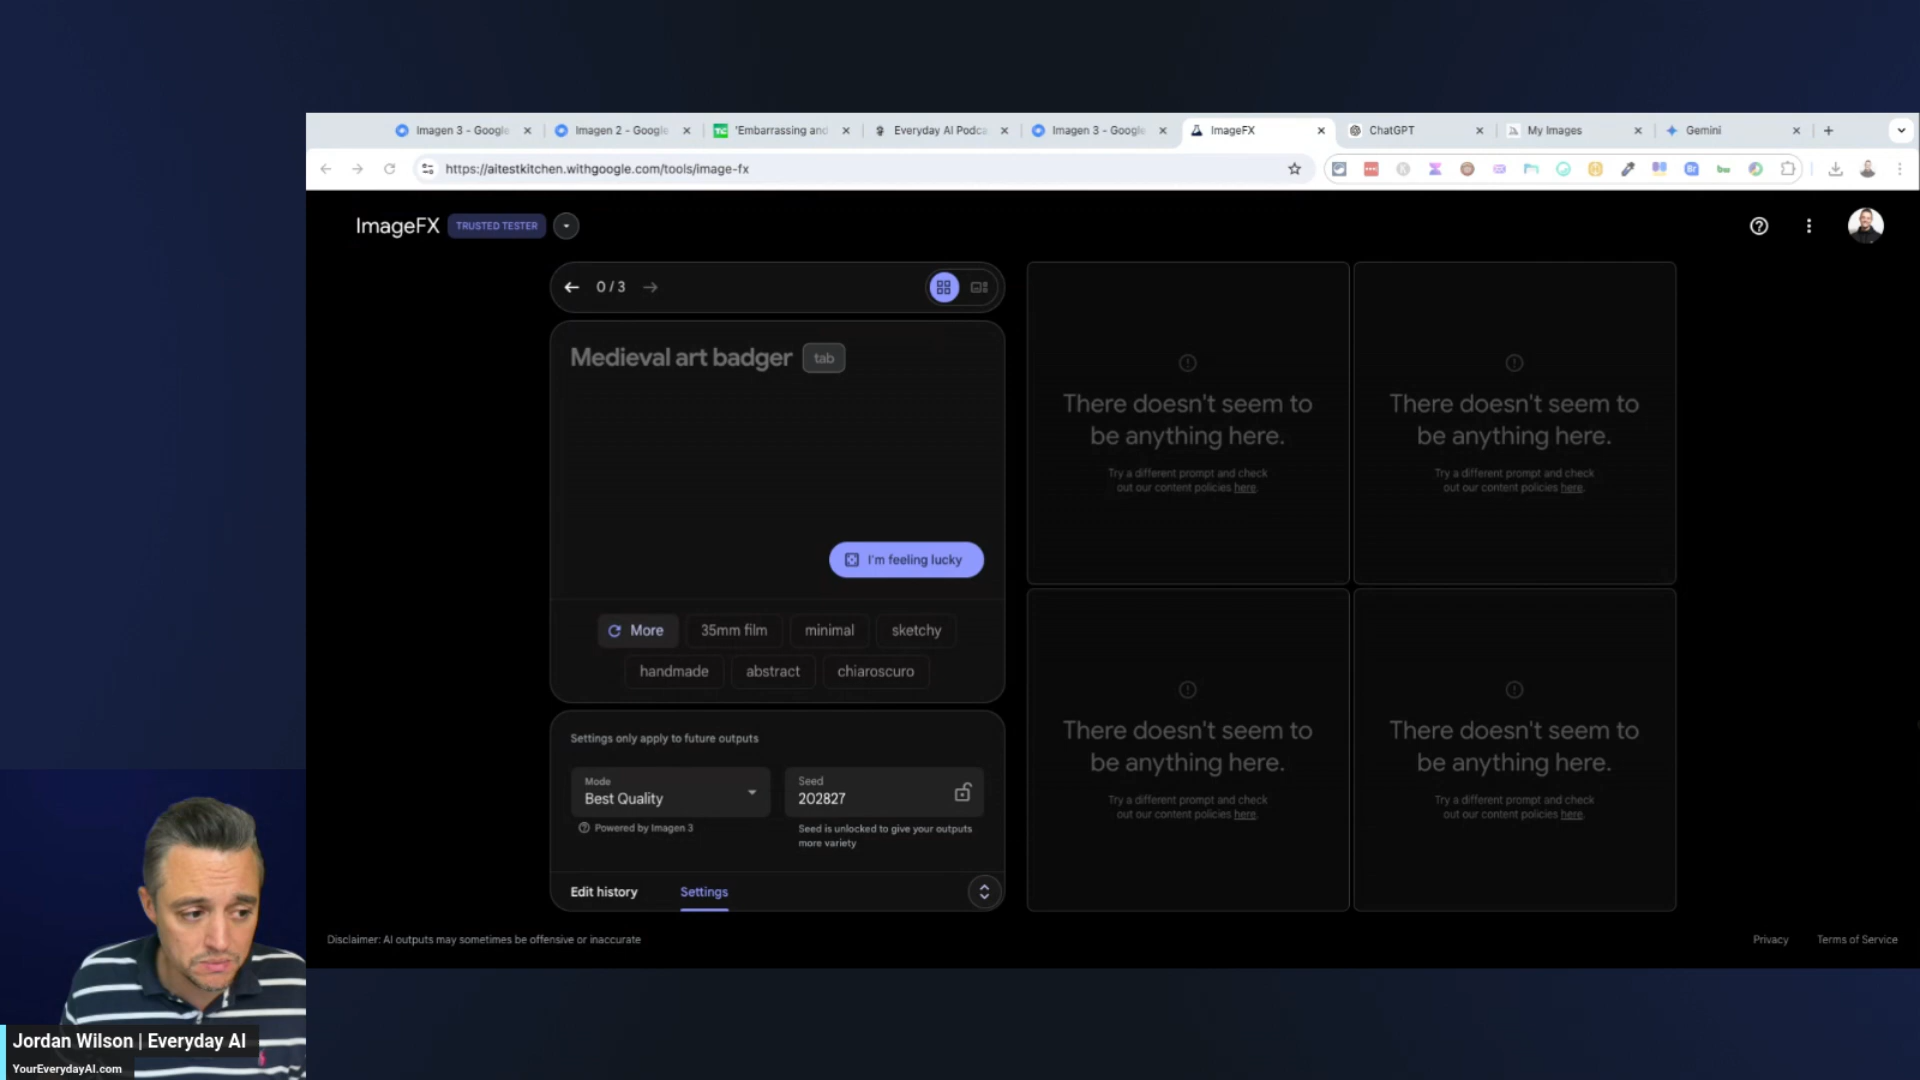 Imagen 3 - Google
Imagen 2 - Google
'Embarrassing and
Everyday AI Podca
Imagen 3 - Google
ImageFX
ChatGPT
My Images
Gemini
https://aitestkitchen.withgoogle.com/tools/image-fx
ImageFX
TRUSTED TESTER
0 / 3
Medieval art badger
tab
I'm feeling lucky
More
35mm film
minimal
sketchy
handmade
abstract
chiaroscuro
Settings only apply to future outputs
Mode
Best Quality
Powered by Imagen 3
Seed
202827
Seed is unlocked to give your outputs
more variety
Edit history
Settings
There doesn't seem to
be anything here.
Try a different prompt and check
out our content policies here.
There doesn't seem to
be anything here.
Try a different prompt and check
out our content policies here.
There doesn't seem to
be anything here.
Try a different prompt and check
out our content policies here.
There doesn't seem to
be anything here.
Try a different prompt and check
out our content policies here.
Disclaimer: AI outputs may sometimes be offensive or inaccurate
Privacy
Terms of Service
Jordan Wilson | Everyday AI
YourEverydayAI.com